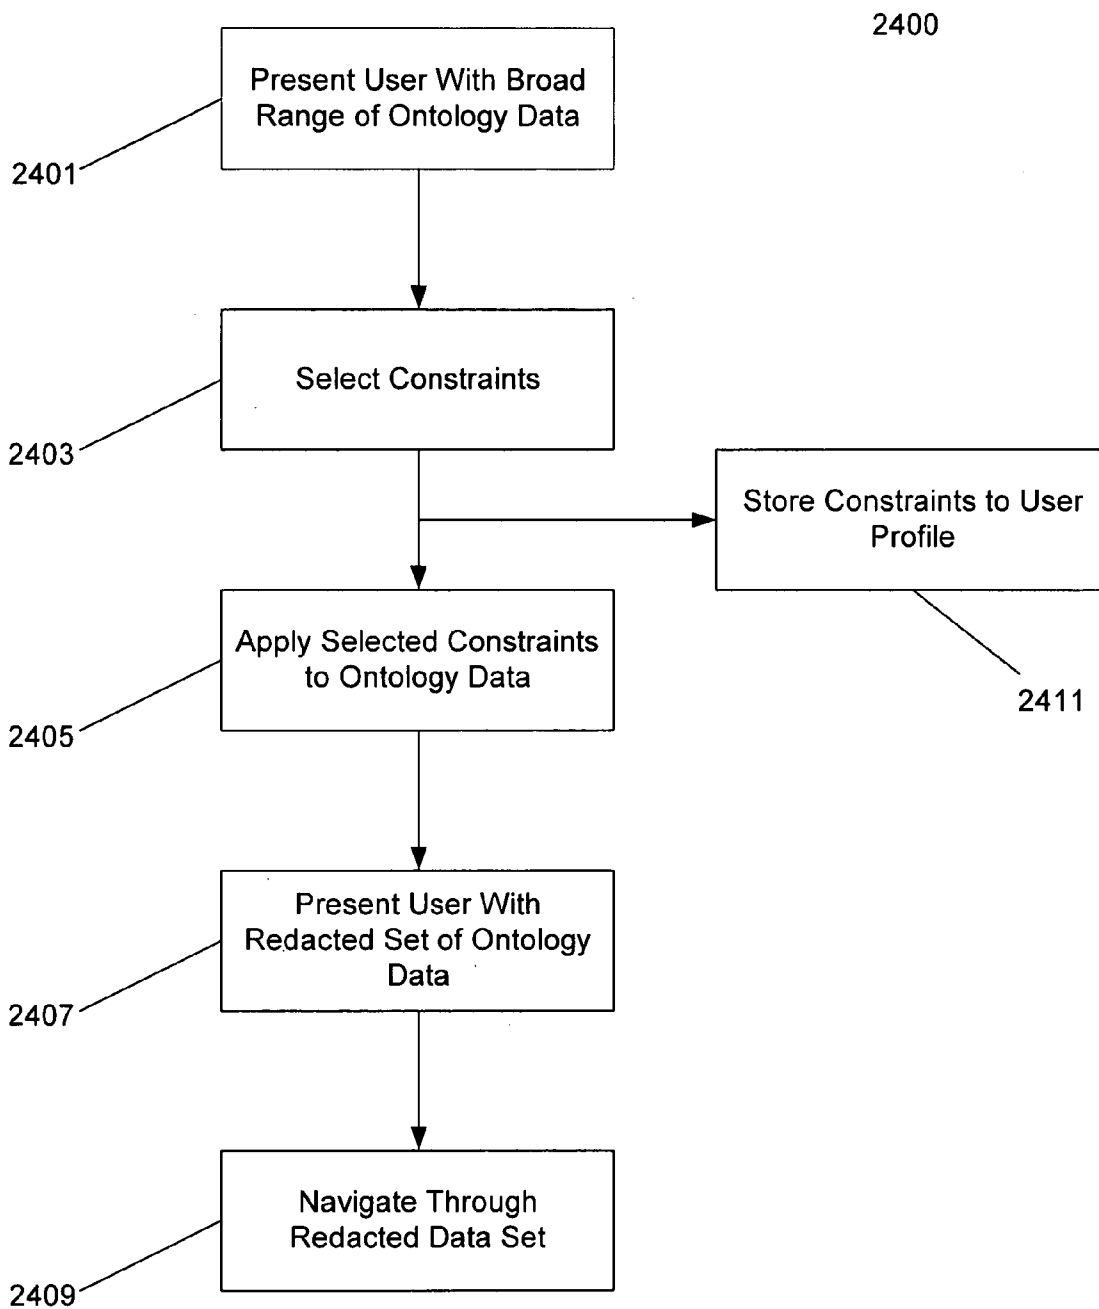 2400
Present User With Broad
Range of Ontology Data
2401
Select Constraints
2403
Store Constraints to User
Profile
2411
Apply Selected Constraints
to Ontology Data
2405
Present User With
Redacted Set of Ontology
Data
2407
Navigate Through
Redacted Data Set
2409